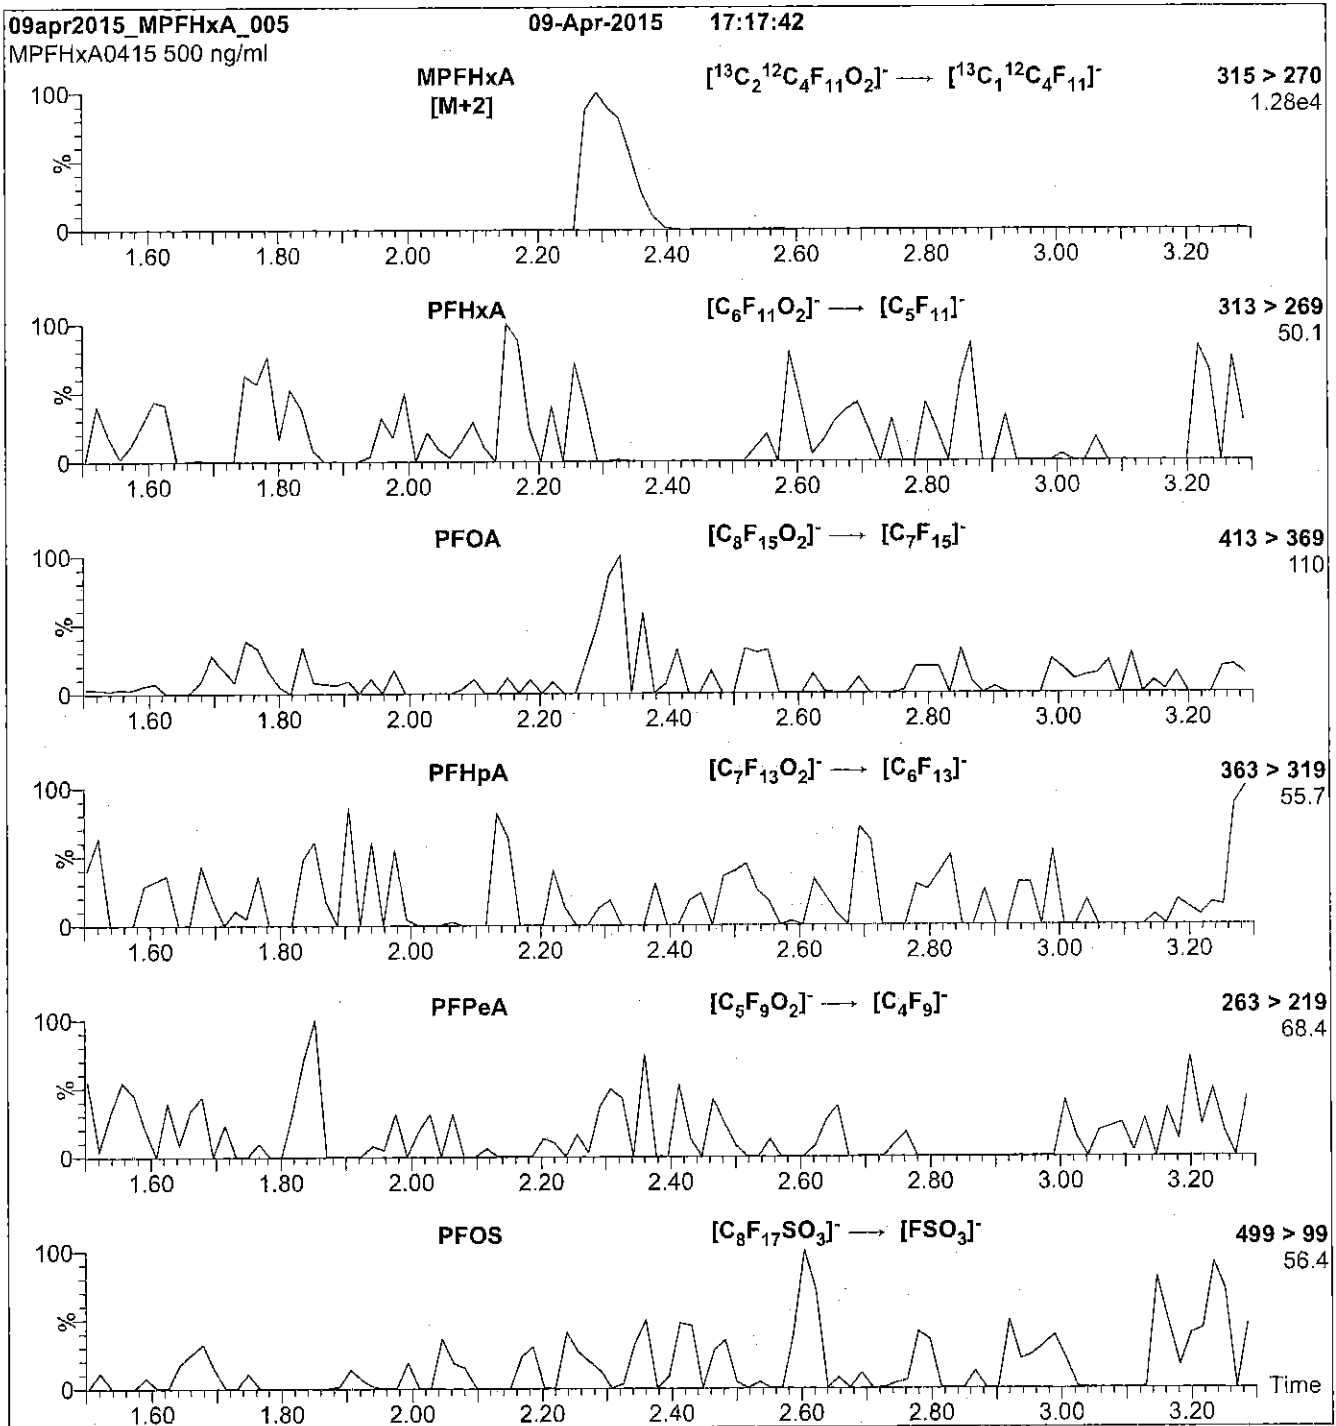 09apr2015_MPFHxA_005 09-Apr-2015 17:17:42
MPFHxA0415 500 ng/ml
MPFHxA [¹³C₂¹²C₄F₁₁O₂]⁻ → [¹³C₁¹²C₄F₁₁]⁻ 315 > 270
[M+2] 1.28e4
100
%
0
1.60 1.80 2.00 2.20 2.40 2.60 2.80 3.00 3.20
PFHxA [C₆F₁₁O₂]⁻ → [C₅F₁₁]⁻ 313 > 269
50.1
100
%
0
1.60 1.80 2.00 2.20 2.40 2.60 2.80 3.00 3.20
PFOA [C₈F₁₅O₂]⁻ → [C₇F₁₅]⁻ 413 > 369
110
100
%
0
1.60 1.80 2.00 2.20 2.40 2.60 2.80 3.00 3.20
PFHpA [C₇F₁₃O₂]⁻ → [C₆F₁₃]⁻ 363 > 319
55.7
100
%
0
1.60 1.80 2.00 2.20 2.40 2.60 2.80 3.00 3.20
PFPeA [C₅F₉O₂]⁻ → [C₄F₉]⁻ 263 > 219
68.4
100
%
0
1.60 1.80 2.00 2.20 2.40 2.60 2.80 3.00 3.20
PFOS [C₈F₁₇SO₃]⁻ → [FSO₃]⁻ 499 > 99
56.4
100
%
0
Time
1.60 1.80 2.00 2.20 2.40 2.60 2.80 3.00 3.20